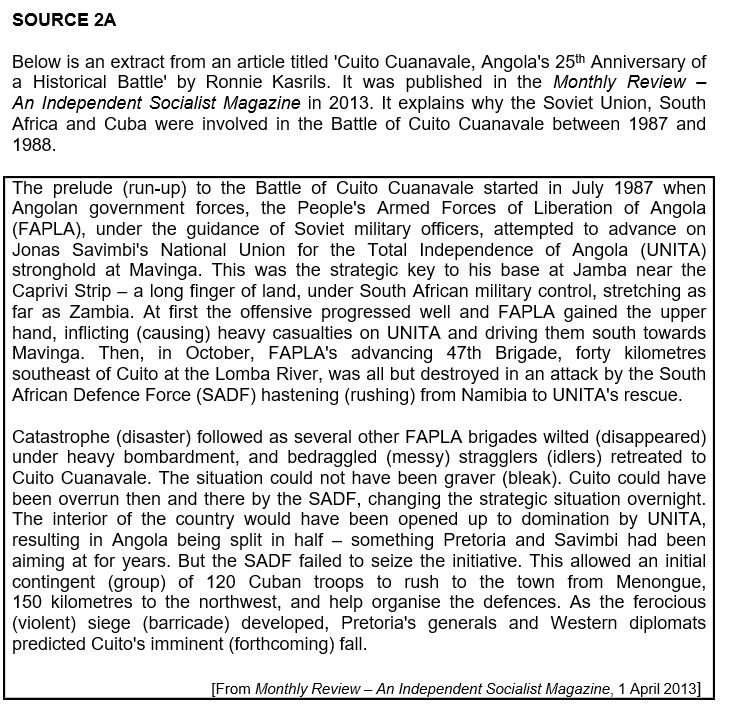 SOURCE 2A
Below is an extract from an article titled 'Cuito Cuanavale, Angola's 25th Anniversary of
a Historical Battle' by Ronnie Kasrils. It was published in the Monthly Review –
An Independent Socialist Magazine in 2013. It explains why the Soviet Union, South
Africa and Cuba were involved in the Battle of Cuito Cuanavale between 1987 and
1988.
The prelude (run-up) to the Battle of Cuito Cuanavale started in July 1987 when
Angolan government forces, the People's Armed Forces of Liberation of Angola
(FAPLA), under the guidance of Soviet military officers, attempted to advance on
Jonas Savimbi's National Union for the Total Independence of Angola (UNITA)
stronghold at Mavinga. This was the strategic key to his base at Jamba near the
Caprivi Strip – a long finger of land, under South African military control, stretching as
far as Zambia. At first the offensive progressed well and FAPLA gained the upper
hand, inflicting (causing) heavy casualties on UNITA and driving them south towards
Mavinga. Then, in October, FAPLA's advancing 47th Brigade, forty kilometres
southeast of Cuito at the Lomba River, was all but destroyed in an attack by the South
African Defence Force (SADF) hastening (rushing) from Namibia to UNITA's rescue.
Catastrophe (disaster) followed as several other FAPLA brigades wilted (disappeared)
under heavy bombardment, and bedraggled (messy) stragglers (idlers) retreated to
Cuito Cuanavale. The situation could not have been graver (bleak). Cuito could have
been overrun then and there by the SADF, changing the strategic situation overnight.
The interior of the country would have been opened up to domination by UNITA,
resulting in Angola being split in half – something Pretoria and Savimbi had been
aiming at for years. But the SADF failed to seize the initiative. This allowed an initial
contingent (group) of 120 Cuban troops to rush to the town from Menongue,
150 kilometres to the northwest, and help organise the defences. As the ferocious
(violent) siege (barricade) developed, Pretoria's generals and Western diplomats
predicted Cuito's imminent (forthcoming) fall.
[From Monthly Review – An Independent Socialist Magazine, 1 April 2013]